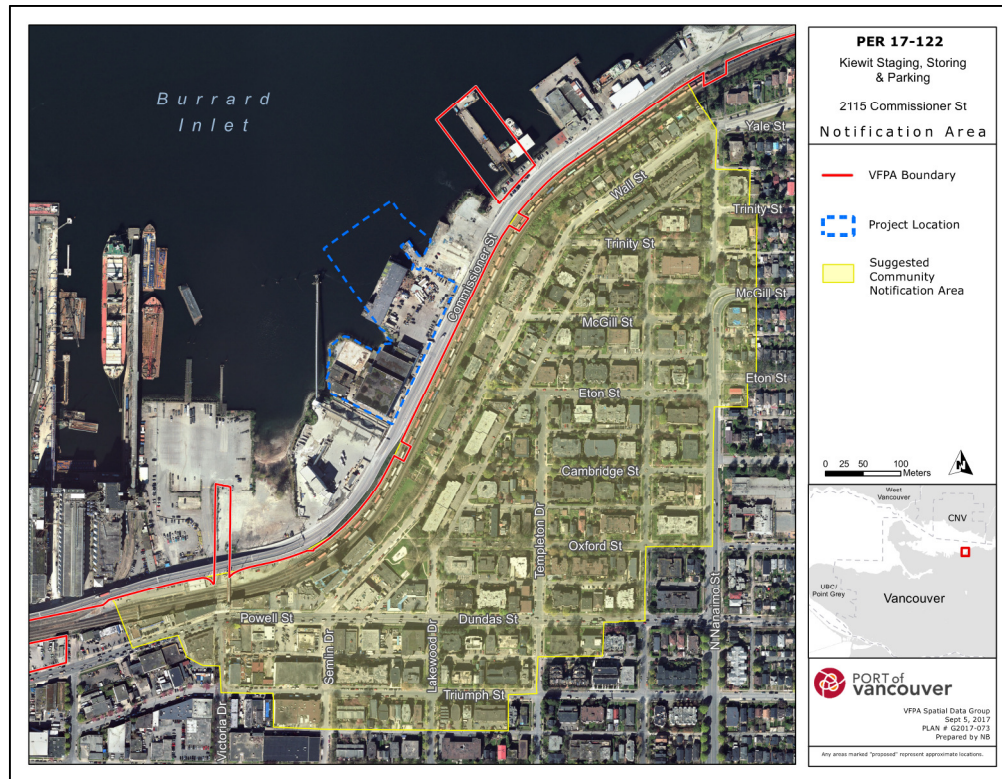 Burrard
Inlet
Yale St
Wall St
Trinity St
Trinity St
Commissioner St
McGill St
McGill St
Eton St
Eton St
Cambridge St
Templeton Dr
Oxford St
N Nanaimo St
Powell St
Dundas St
Semlin Dr
Lakewood Dr
Triumph St
Victoria Dr
PER 17-122
Kiewit Staging, Storing
& Parking
2115 Commissioner St
Notification Area
VFPA Boundary
Project Location
Suggested
Community
Notification Area
0 25 50 100
Meters
N
West
Vancouver
CNV
UBC/
Point Grey
Vancouver
PORT of
vancouver
VFPA Spatial Data Group
Sept 5, 2017
PLAN # G2017-073
Prepared by NB
Any areas marked "proposed" represent approximate locations.